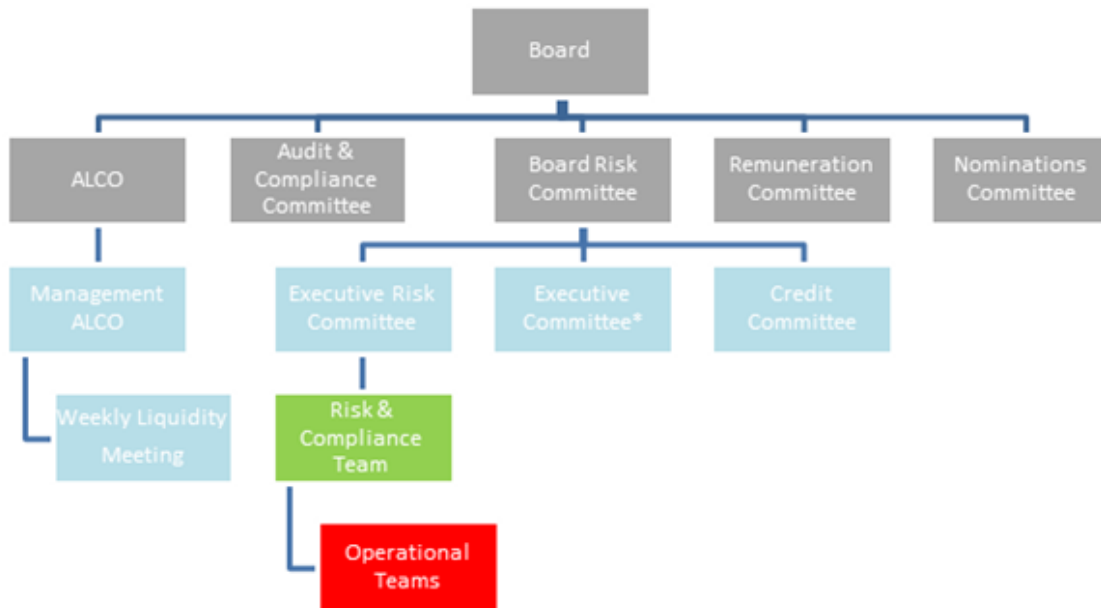 Board
ALCO
Audit &
Compliance
Committee
Board Risk
Committee
Remuneration
Committee
Nominations
Committee
Management
ALCO
Executive Risk
Committee
Executive
Committee*
Credit
Committee
Weekly Liquidity
Meeting
Risk &
Compliance
Team
Operational
Teams